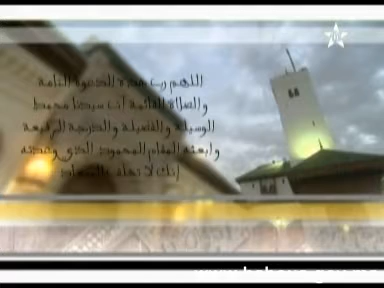 اللهم رب هذه الدعوة التامة
والصلاة القائمة آت سيدنا محمد
الوسيلة والفضيلة والدرجة الرفيعة
وابعثه المقام المحمود الذي وعدته
إنك لا تخلف الميعاد